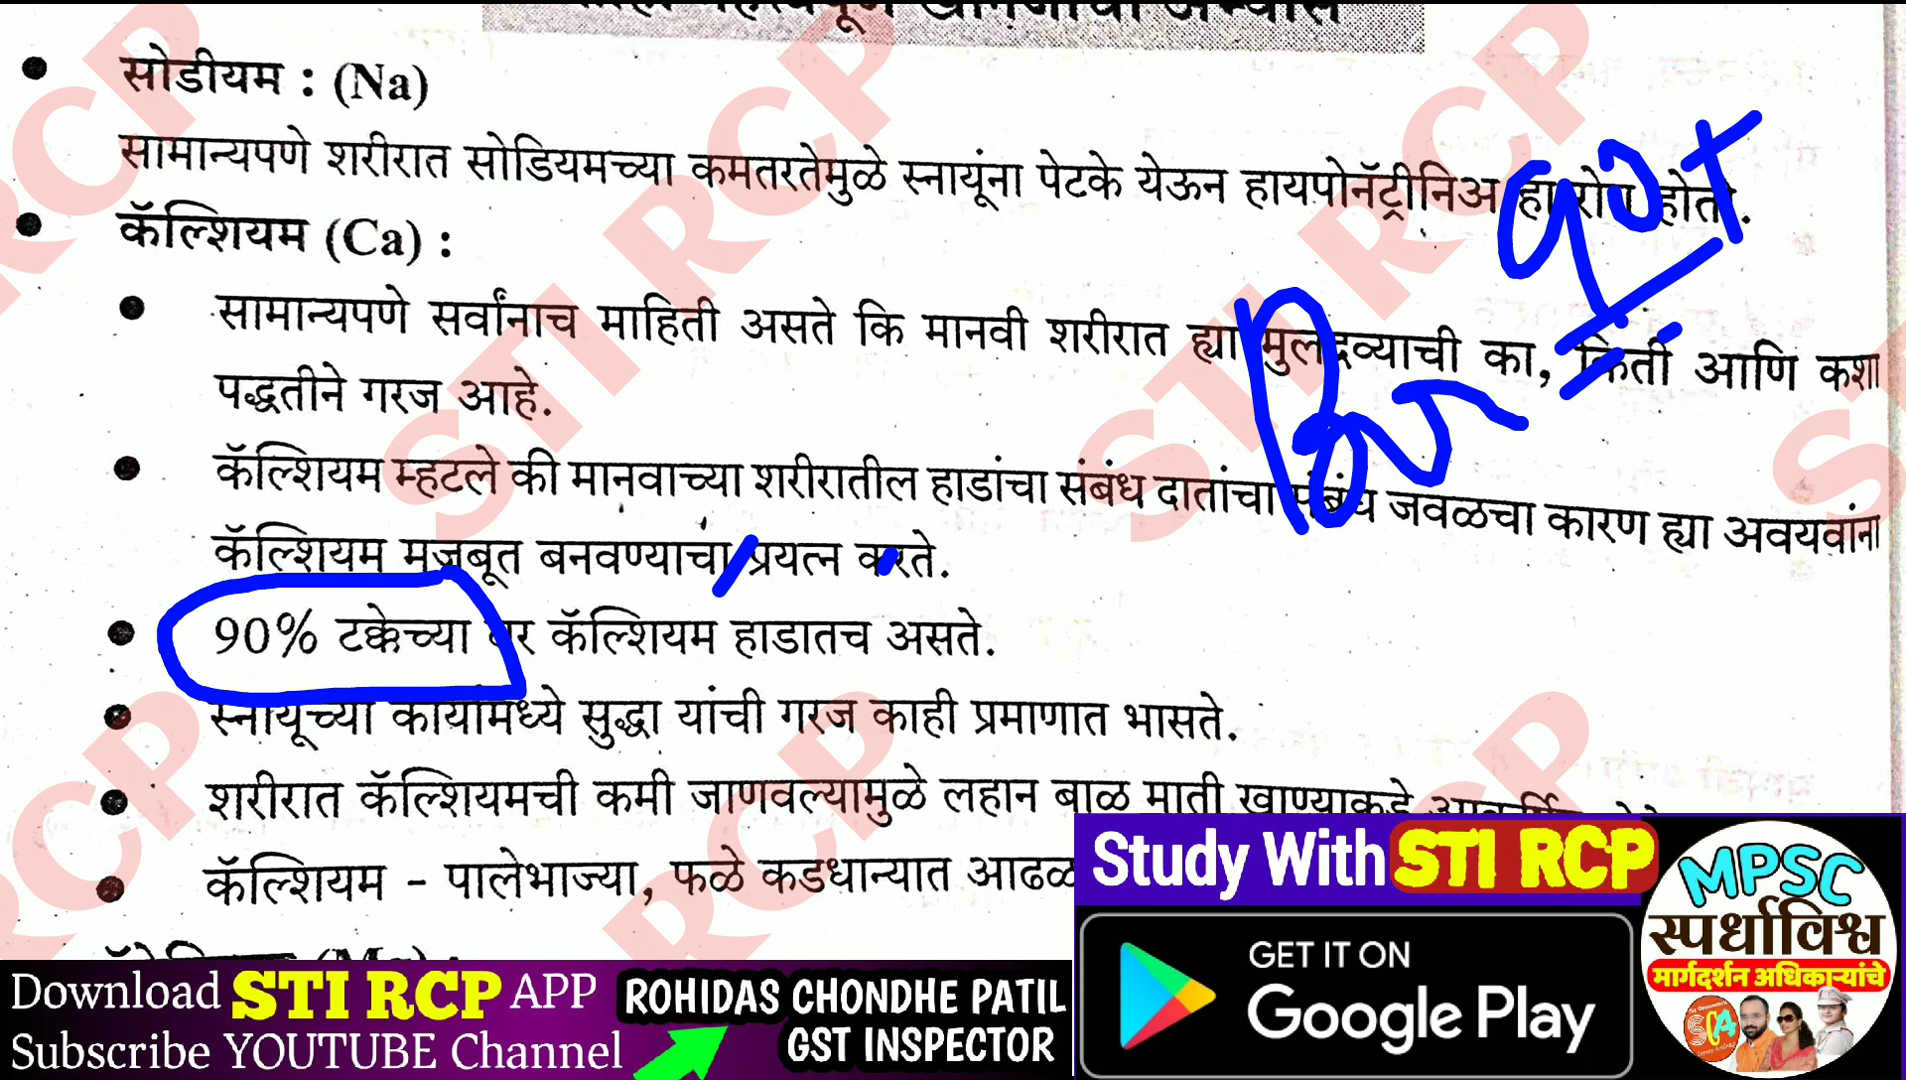 सोडीयम : (Na)
सामान्यपणे शरीरात सोडियमच्या कमतरतेमुळे स्नायूंना पेटके येऊन हायपोनॅट्रीनिअ हा रोग होतो.
कॅल्शियम (Ca) :
सामान्यपणे सर्वांनाच माहिती असते कि मानवी शरीरात ह्या मुलद्रव्याची का, किती आणि कशा
पद्धतीने गरज आहे.
कॅल्शियम म्हटले की मानवाच्या शरीरातील हाडांचा संबंध दातांचा संबंध जवळचा कारण ह्या अवयवांना
कॅल्शियम मजबूत बनवण्याचा प्रयत्न करते.
90% टक्केच्या वर कॅल्शियम हाडातच असते.
स्नायूच्या कार्यामध्ये सुद्धा यांची गरज काही प्रमाणात भासते.
शरीरात कॅल्शियमची कमी जाणवल्यामुळे लहान बाळ माती खाण्याकडे
कॅल्शियम - पालेभाज्या, फळे कडधान्यात
Study With STI RCP
GET IT ON
Google Play
MPSC
स्पर्धाविश्व
मार्गदर्शन अधिकाऱ्यांचे
SCA
Download STI RCP APP
Subscribe YOUTUBE Channel
ROHIDAS CHONDHE PATIL
GST INSPECTOR
STI RCP